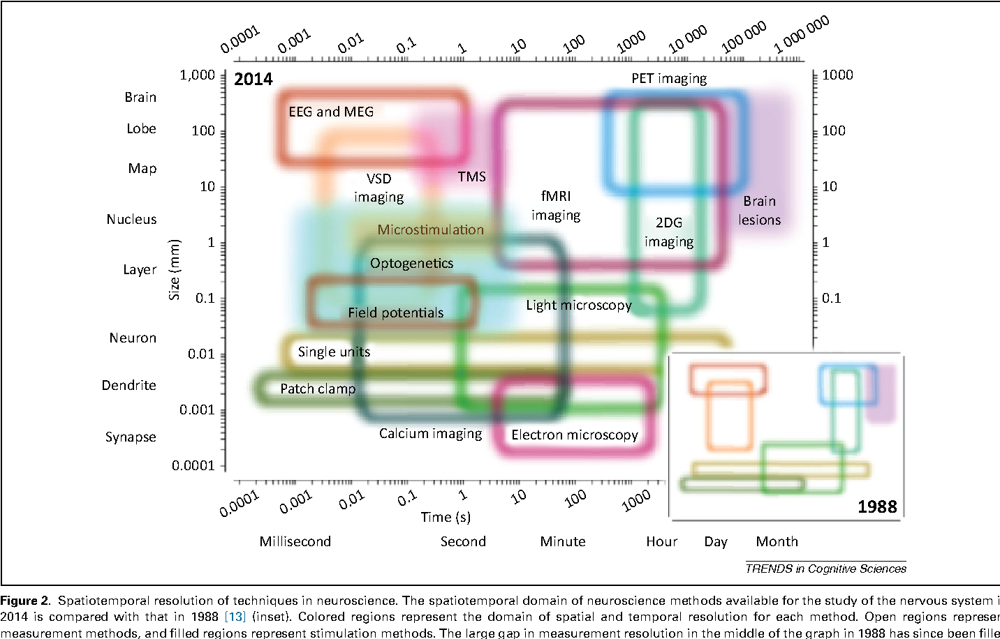 0.0001 0.001 0.01 0.1 1 10 100 1000 10 000 100 000 1 000 000
1,000 2014 PET imaging 1000
Brain
EEG and MEG
Lobe 100 100
Map
VSD
imaging
TMS
10 10
fMRI
imaging
Brain
lesions
Nucleus
2DG
imaging
Microstimulation
1 1
Size (mm)
Layer
Optogenetics
0.1 0.1
Light microscopy
Field potentials
Neuron
Single units
0.01
Dendrite
Patch clamp
0.001
Synapse
Calcium imaging Electron microscopy
0.0001
1988
0.0001 0.001 0.01 0.1 1 10 100 1000
Time (s)
Millisecond Second Minute Hour Day Month
TRENDS in Cognitive Sciences
Figure 2. Spatiotemporal resolution of techniques in neuroscience. The spatiotemporal domain of neuroscience methods available for the study of the nervous system i
2014 is compared with that in 1988 [13] (inset). Colored regions represent the domain of spatial and temporal resolution for each method. Open regions represen
measurement methods, and filled regions represent stimulation methods. The large gap in measurement resolution in the middle of the graph in 1988 has since been fille